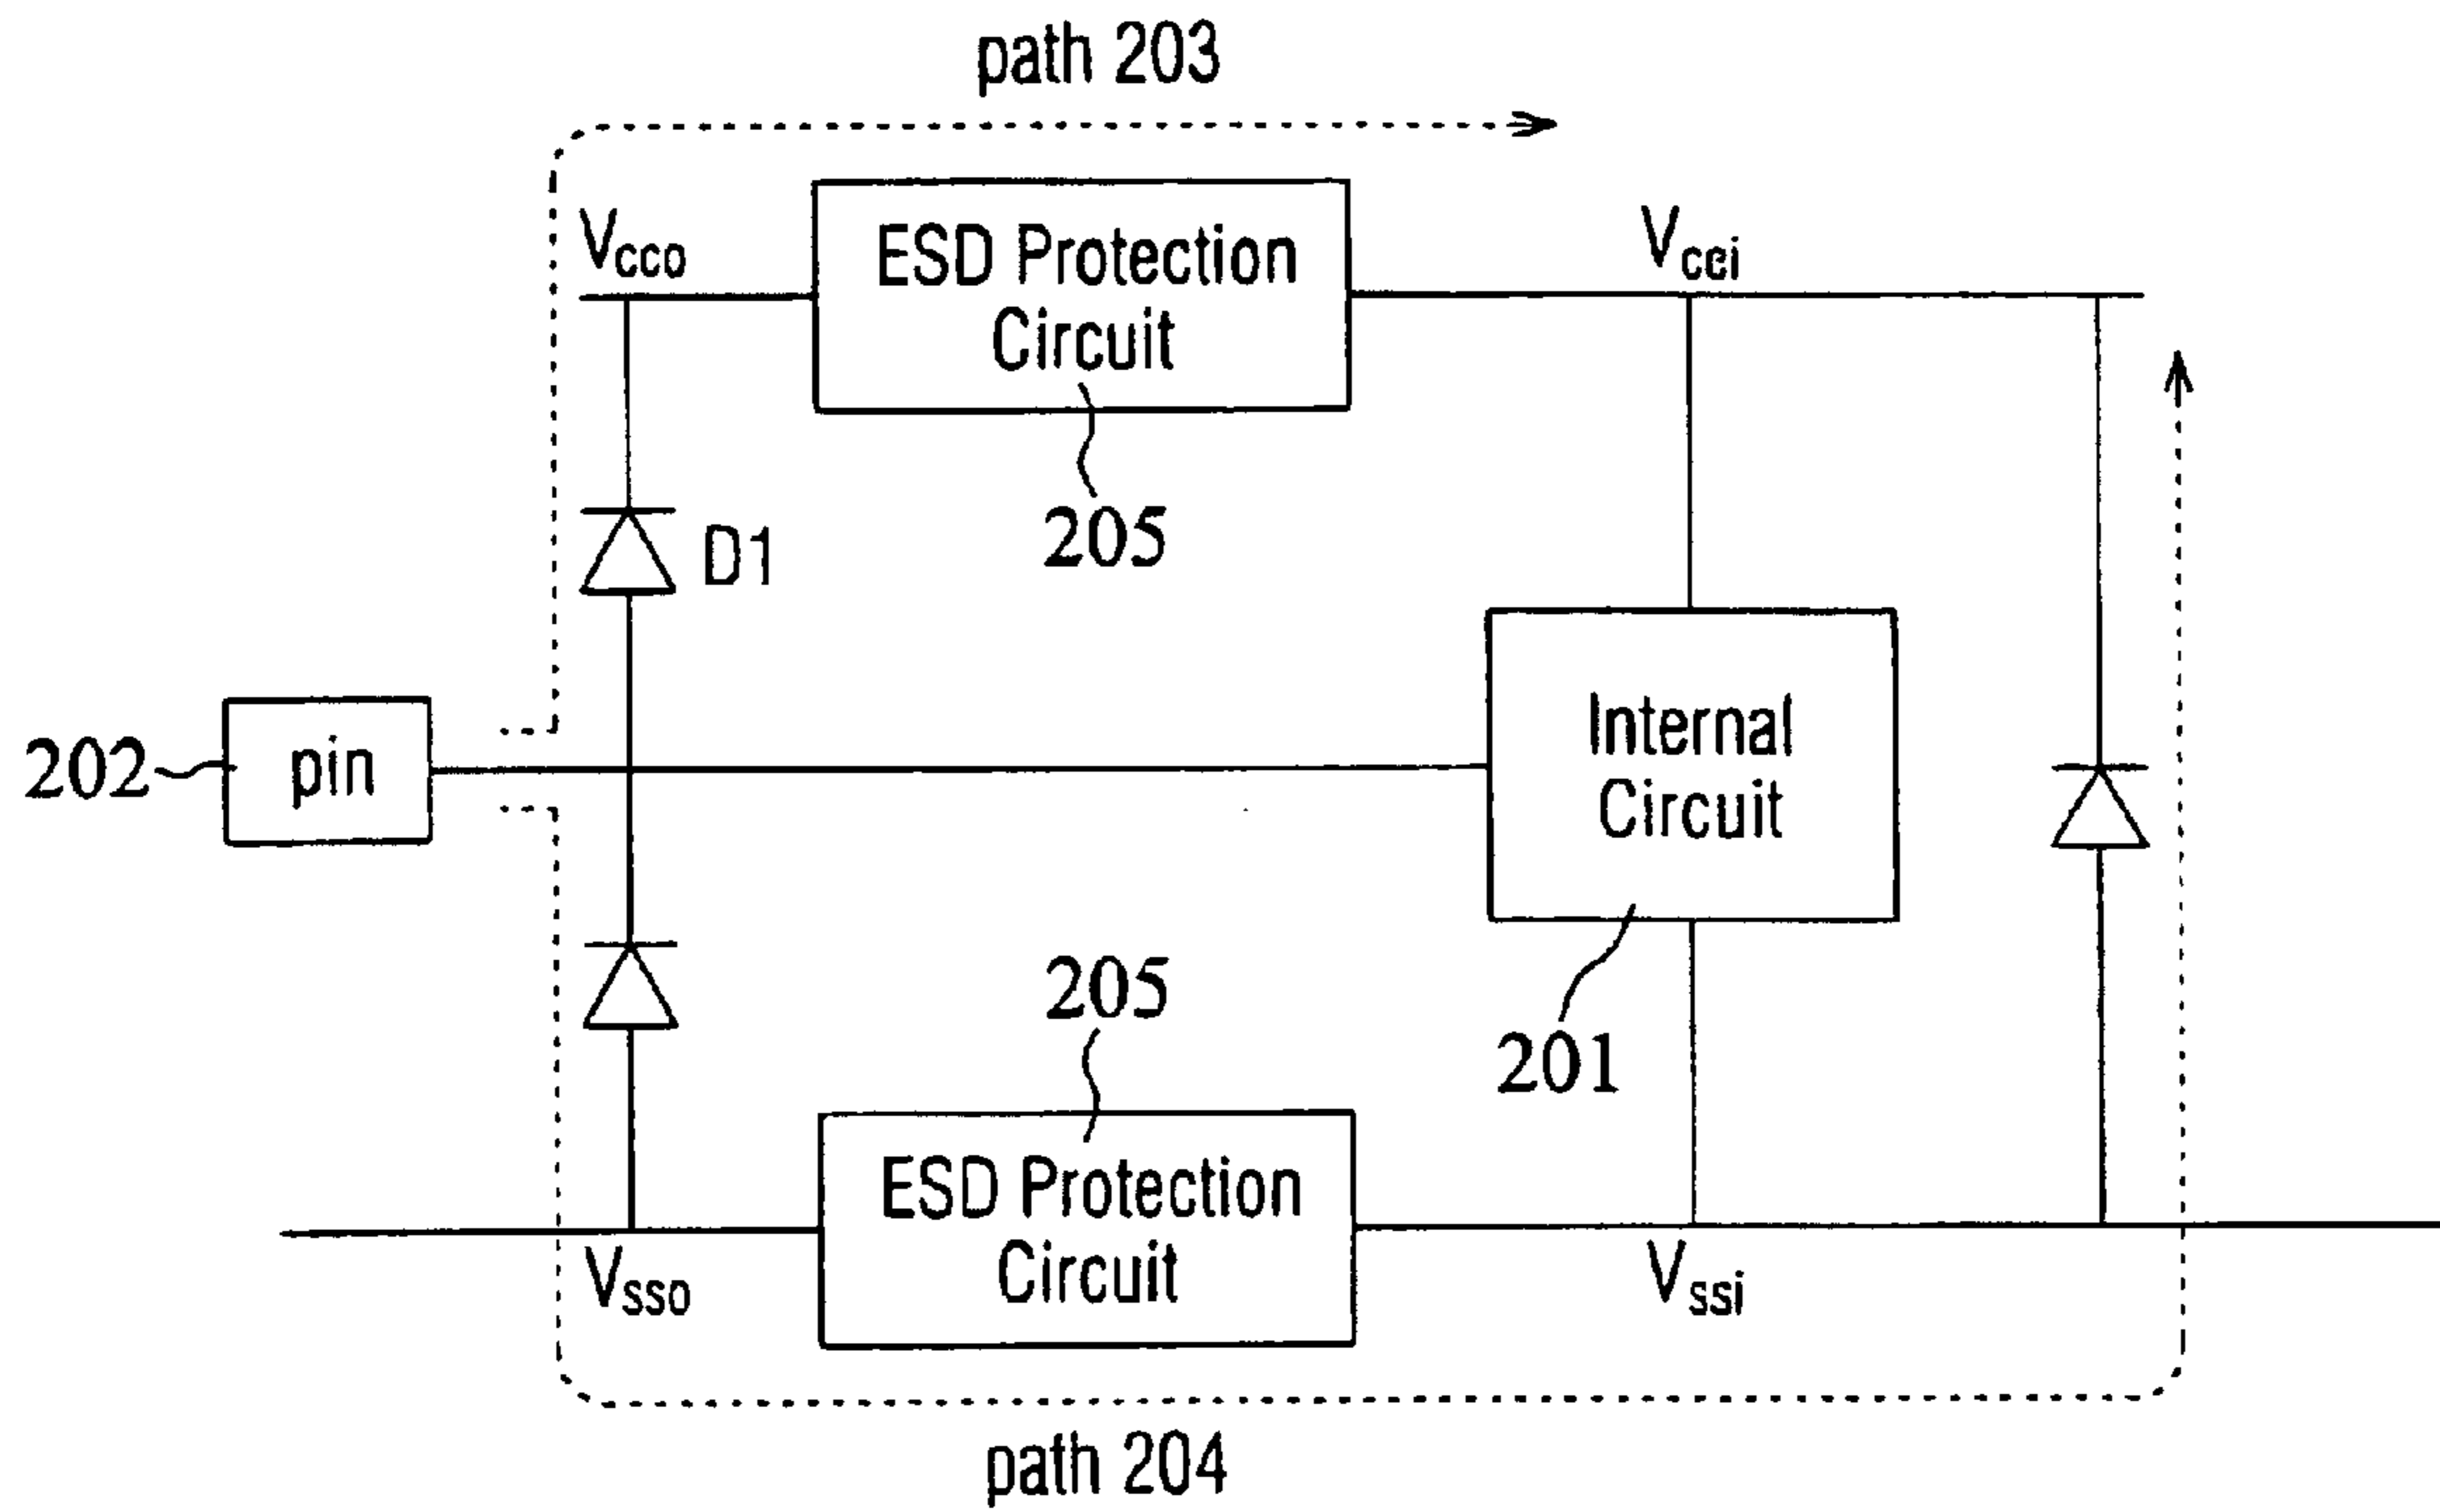 path 203
Vcco
ESD Protection
Circuit
Vcci
205
D1
202
pin
Internal
Circuit
205
201
ESD Protection
Circuit
Vsso
Vssi
path 204